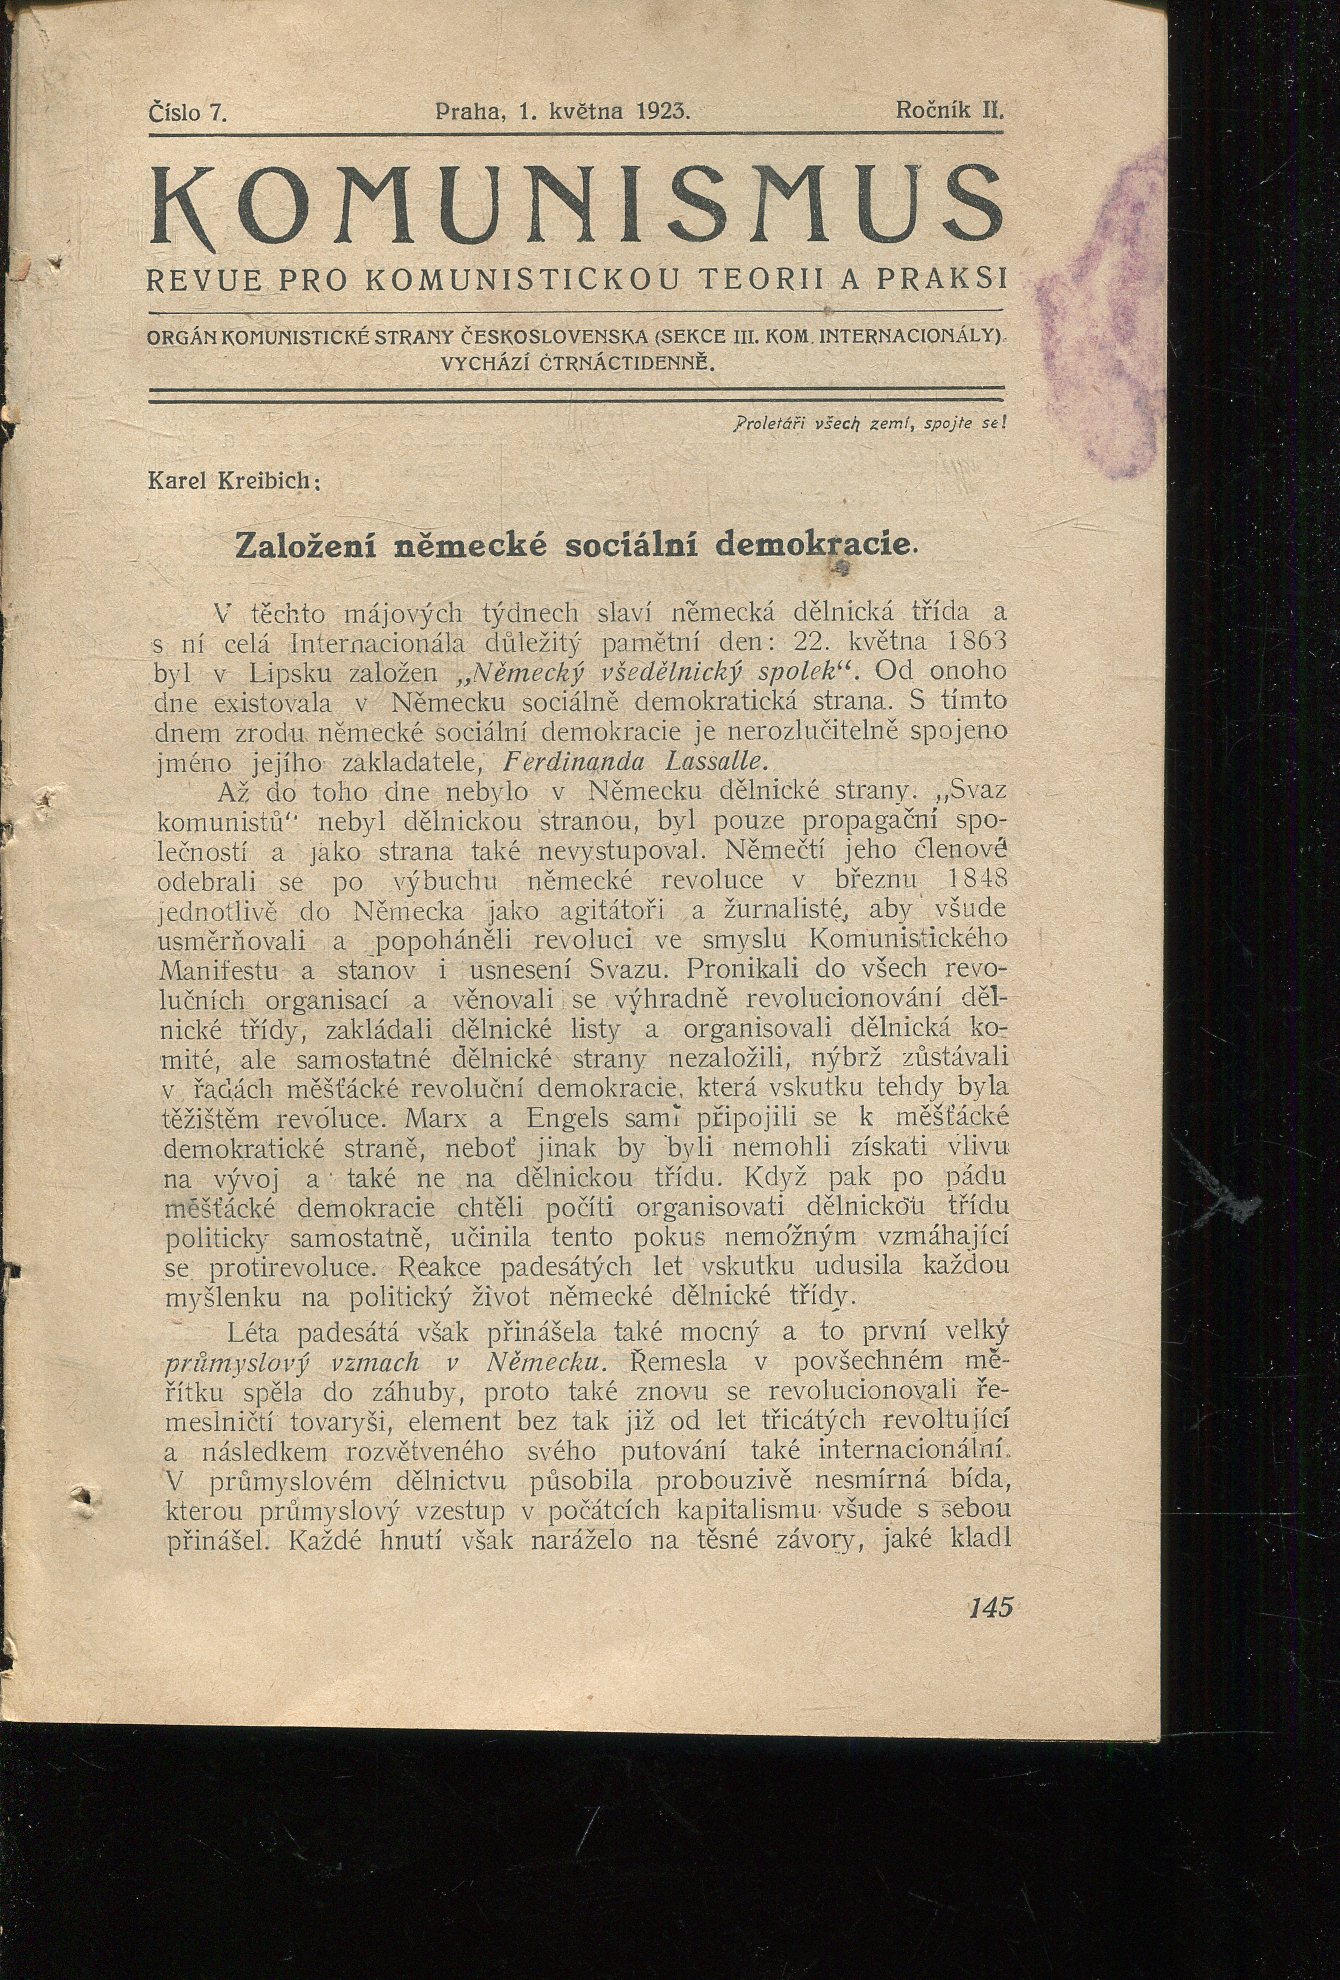 Číslo 7. Praha, 1. května 1923. Ročník II.
KOMUNISMUS
REVUE PRO KOMUNISTICKOU TEORII A PRAKSI
ORGÁN KOMUNISTICKÉ STRANY ČESKOSLOVENSKA (SEKCE III. KOM. INTERNACIONÁLY).
VYCHÁZÍ ČTRNÁCTIDENNĚ.
Proletáři všech zemí, spojte se!
Karel Kreibich:
Založení německé sociální demokracie.
V těchto májových týdnech slaví německá dělnická třída a
s ní celá Internacionála důležitý pamětní den: 22. května 1863
byl v Lipsku založen „Německý všedělnický spolek“. Od onoho
dne existovala v Německu sociálně demokratická strana. S tímto
dnem zrodu německé sociální demokracie je nerozlučitelně spojeno
jméno jejího zakladatele, Ferdinanda Lassalle.
Až do toho dne nebylo v Německu dělnické strany. „Svaz
komunistů“ nebyl dělnickou stranou, byl pouze propagační spo-
lečností a jako strana také nevystupoval. Němečtí jeho členové
odebrali se po výbuchu německé revoluce v březnu 1848
jednotlivě do Německa jako agitátoři a žurnalisté, aby všude
usměrňovali a popoháněli revoluci ve smyslu Komunistického
Manifestu a stanov i usnesení Svazu. Pronikali do všech revo-
lučních organisací a věnovali se výhradně revolucionování děl-
nické třídy, zakládali dělnické listy a organisovali dělnická ko-
mité, ale samostatné dělnické strany nezaložili, nýbrž zůstávali
v řadách měšťácké revoluční demokracie, která vskutku tehdy byla
těžištěm revoluce. Marx a Engels sami připojili se k měšťácké
demokratické straně, neboť jinak by byli nemohli získati vlivu
na vývoj a také ne na dělnickou třídu. Když pak po pádu
měšťácké demokracie chtěli počíti organisovati dělnickou třídu
politicky samostatně, učinila tento pokus nemožným vzmáhající
se protirevoluce. Reakce padesátých let vskutku udusila každou
myšlenku na politický život německé dělnické třídy.
Léta padesátá však přinášela také mocný a to první velký
průmyslový vzmach v Německu. Řemesla v povšechném mě-
řítku spěla do záhuby, proto také znovu se revolucionovali ře-
meslničtí tovaryši, element bez tak již od let třicátých revoltující
a následkem rozvětveného svého putování také internacionální.
V průmyslovém dělnictvu působila probouzivě nesmírná bída,
kterou průmyslový vzestup v počátcích kapitalismu všude s sebou
přinášel. Každé hnutí však naráželo na těsné závory, jaké kladl
145